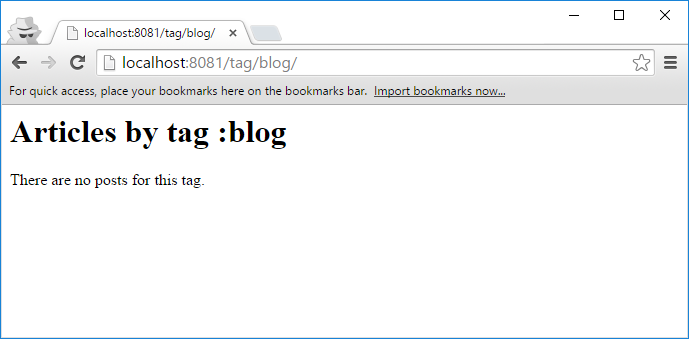 localhost:8081/tag/blog/
localhost:8081/tag/blog/
For quick access, place your bookmarks here on the bookmarks bar. Import bookmarks now...
Articles by tag :blog
There are no posts for this tag.